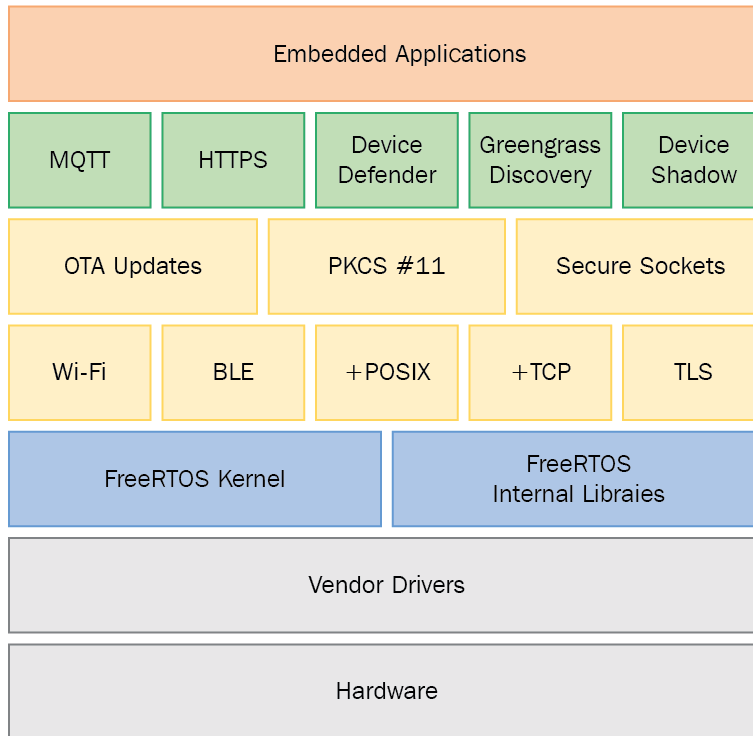 Embedded Applications
MQTT
HTTPS
Device
Defender
Greengrass
Discovery
Device
Shadow
OTA Updates
PKCS #11
Secure Sockets
Wi-Fi
BLE
+POSIX
+TCP
TLS
FreeRTOS Kernel
FreeRTOS
Internal Libraies
Vendor Drivers
Hardware